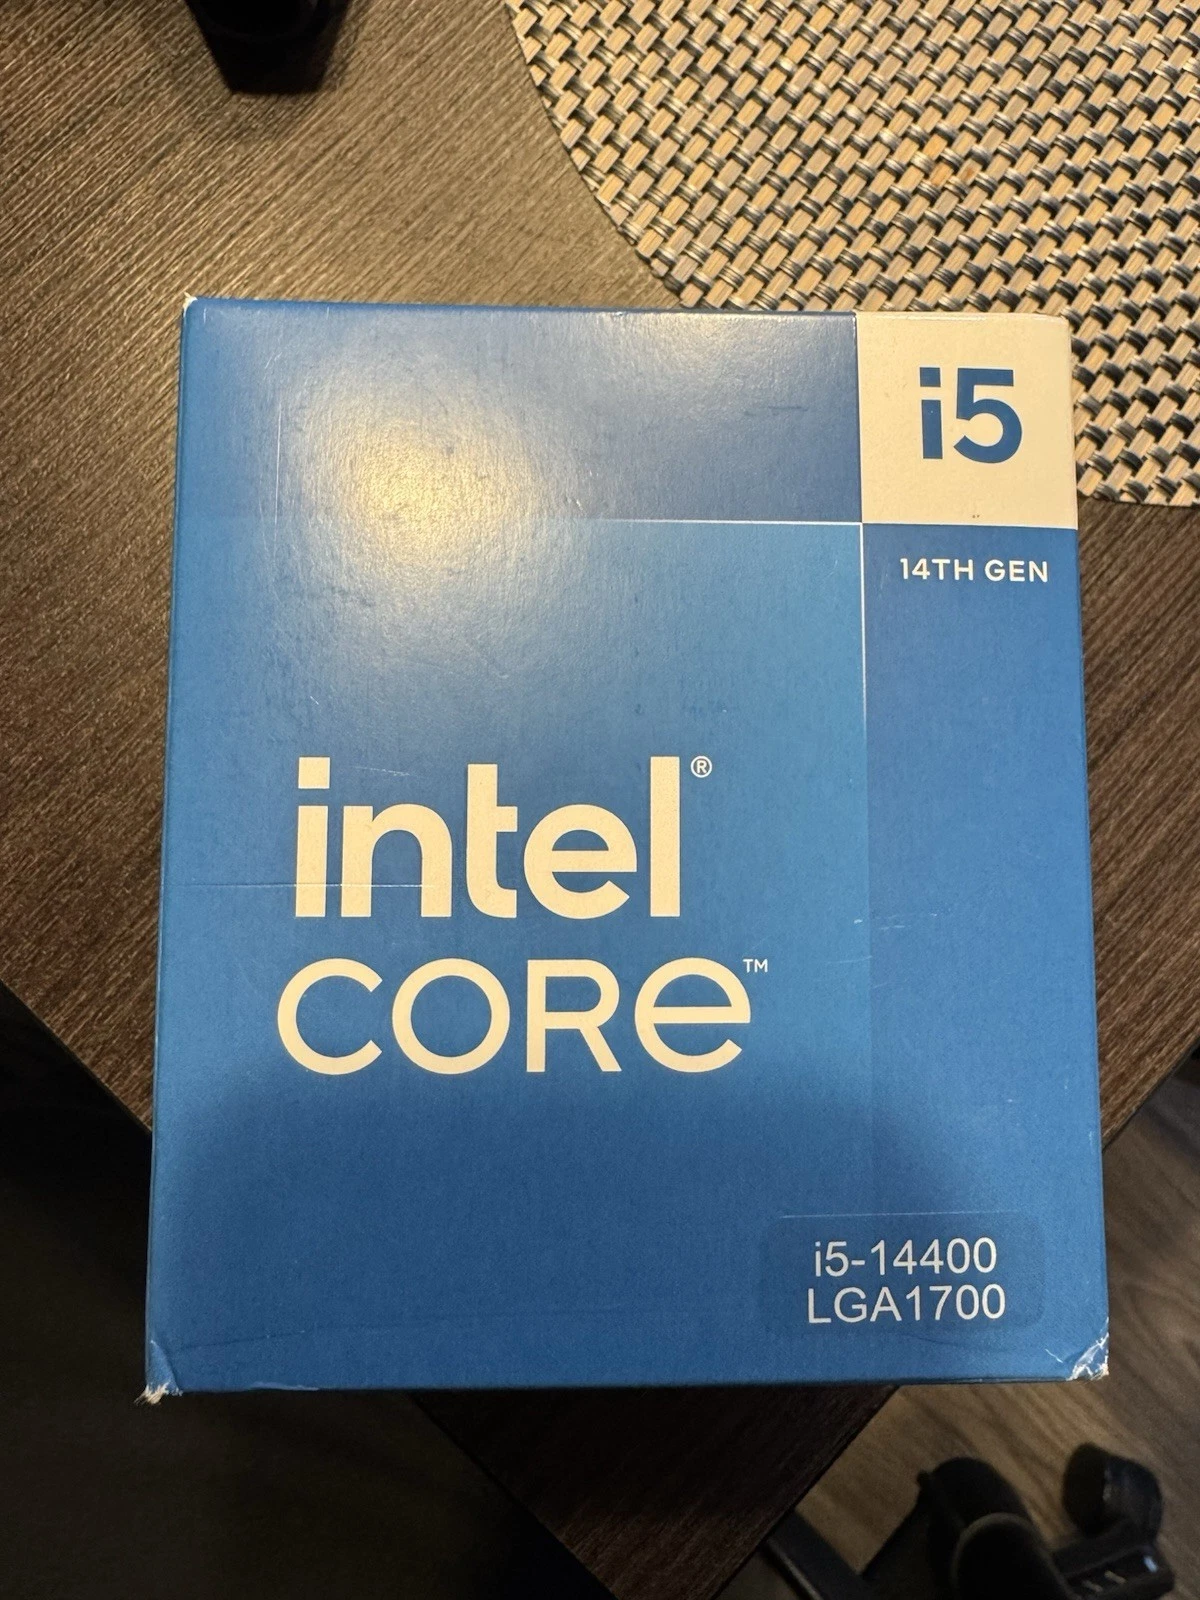 i5
14TH GEN
intel®
CORE™
i5-14400
LGA1700